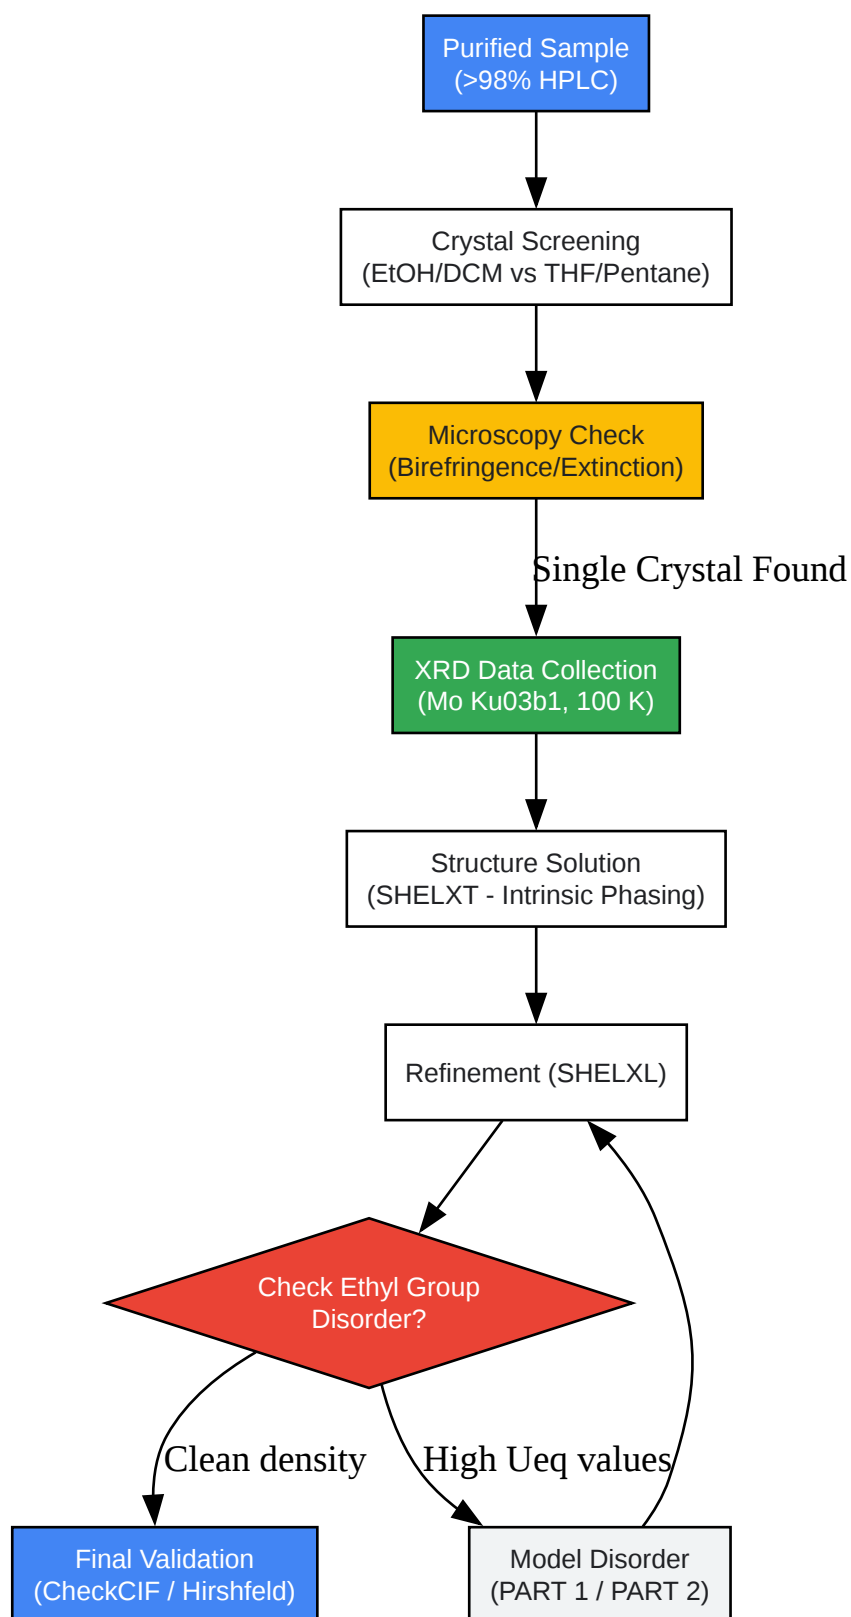 Purified Sample
(>98% HPLC)
Crystal Screening
(EtOH/DCM vs THF/Pentane)
Microscopy Check
(Birefringence/Extinction)
Single Crystal Found
XRD Data Collection
(Mo Ku03b1, 100 K)
Structure Solution
(SHELXT - Intrinsic Phasing)
Refinement (SHELXL)
Check Ethyl Group
Disorder?
Clean density
High Ueq values
Final Validation
(CheckCIF / Hirshfeld)
Model Disorder
(PART 1 / PART 2)